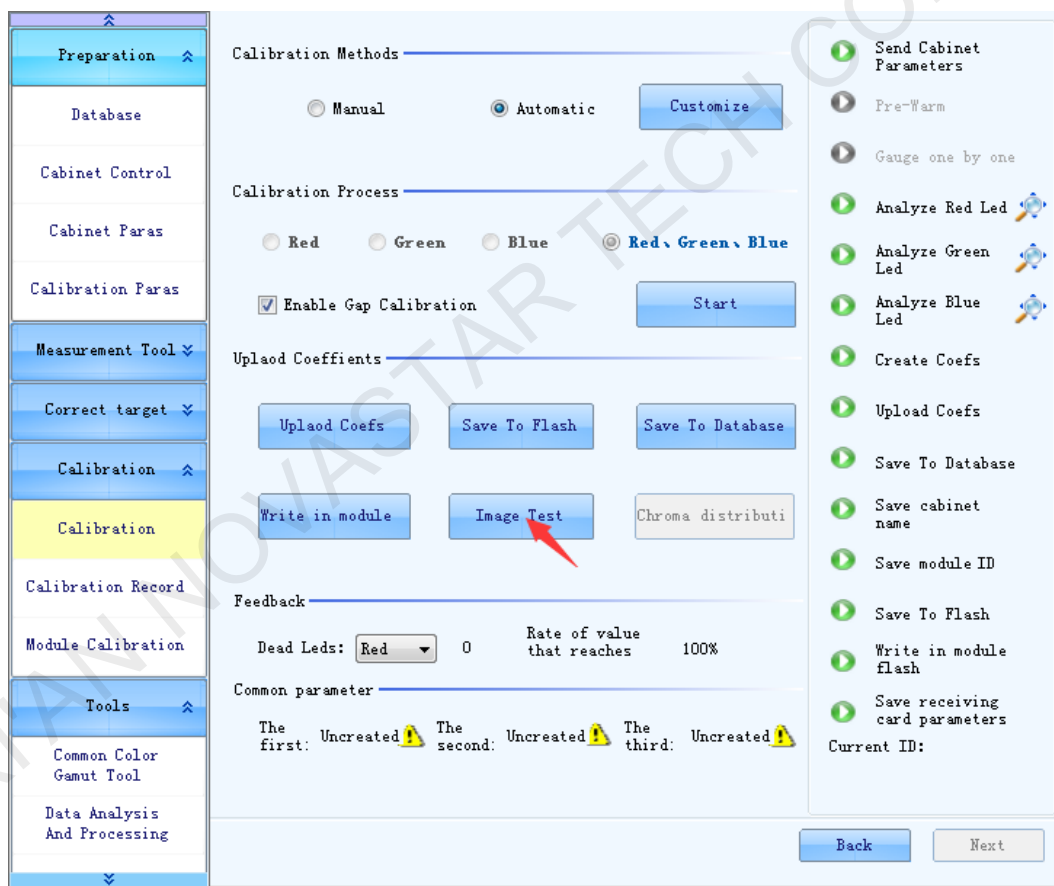 Preparation
Database
Cabinet Control
Cabinet Paras
Calibration Paras
Measurement Tool
Correct target
Calibration
Calibration
Calibration Record
Module Calibration
Tools
Common Color
Gamut Tool
Data Analysis
And Processing
Calibration Methods
Manual
Automatic
Customize
Calibration Process
Red
Green
Blue
Red、Green、Blue
Enable Gap Calibration
Start
Uplaod Coeffients
Uplaod Coefs
Save To Flash
Save To Database
Write in module
Image Test
Chroma distributi
Feedback
Dead Leds:
Red
0
Rate of value
that reaches
100%
Common parameter
The
first:
Uncreated
The
second:
Uncreated
The
third:
Uncreated
Send Cabinet
Parameters
Pre-Warm
Gauge one by one
Analyze Red Led
Analyze Green
Led
Analyze Blue
Led
Create Coefs
Upload Coefs
Save To Database
Save cabinet
name
Save module ID
Save To Flash
Write in module
flash
Save receiving
card parameters
Current ID:
Back
Next